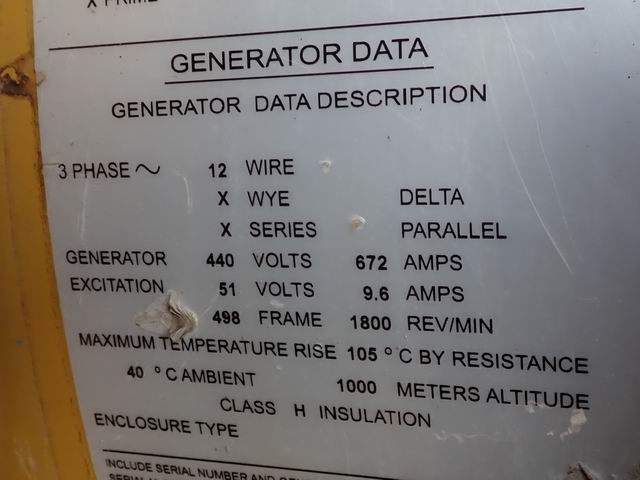 X PRIME
GENERATOR DATA
GENERATOR DATA DESCRIPTION
3 PHASE ~ 12 WIRE
X WYE DELTA
X SERIES PARALLEL
GENERATOR 440 VOLTS 672 AMPS
EXCITATION 51 VOLTS 9.6 AMPS
498 FRAME 1800 REV/MIN
MAXIMUM TEMPERATURE RISE 105 ° C BY RESISTANCE
40 ° C AMBIENT 1000 METERS ALTITUDE
CLASS H INSULATION
ENCLOSURE TYPE
INCLUDE SERIAL NUMBER AND